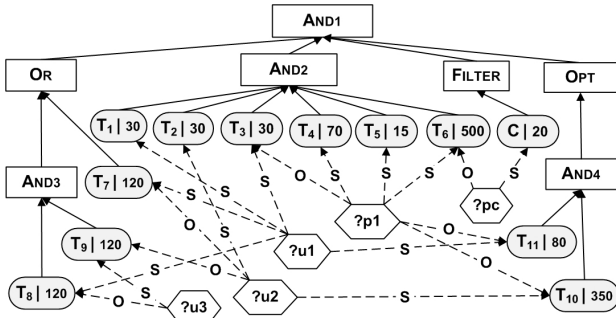 AND1
OR
AND2
FILTER
OPT
T1 | 30
T2 | 30
T3 | 30
T4 | 70
T5 | 15
T6 | 500
C | 20
AND3
T7 | 120
S
S
S
O
S
S
S
O
S
AND4
S
S
?p1
?pc
O
T9 | 120
O
?u1
S
O
T11 | 80
S
O
S
O
T8 | 120
O
S
?u3
?u2
S
T10 | 350